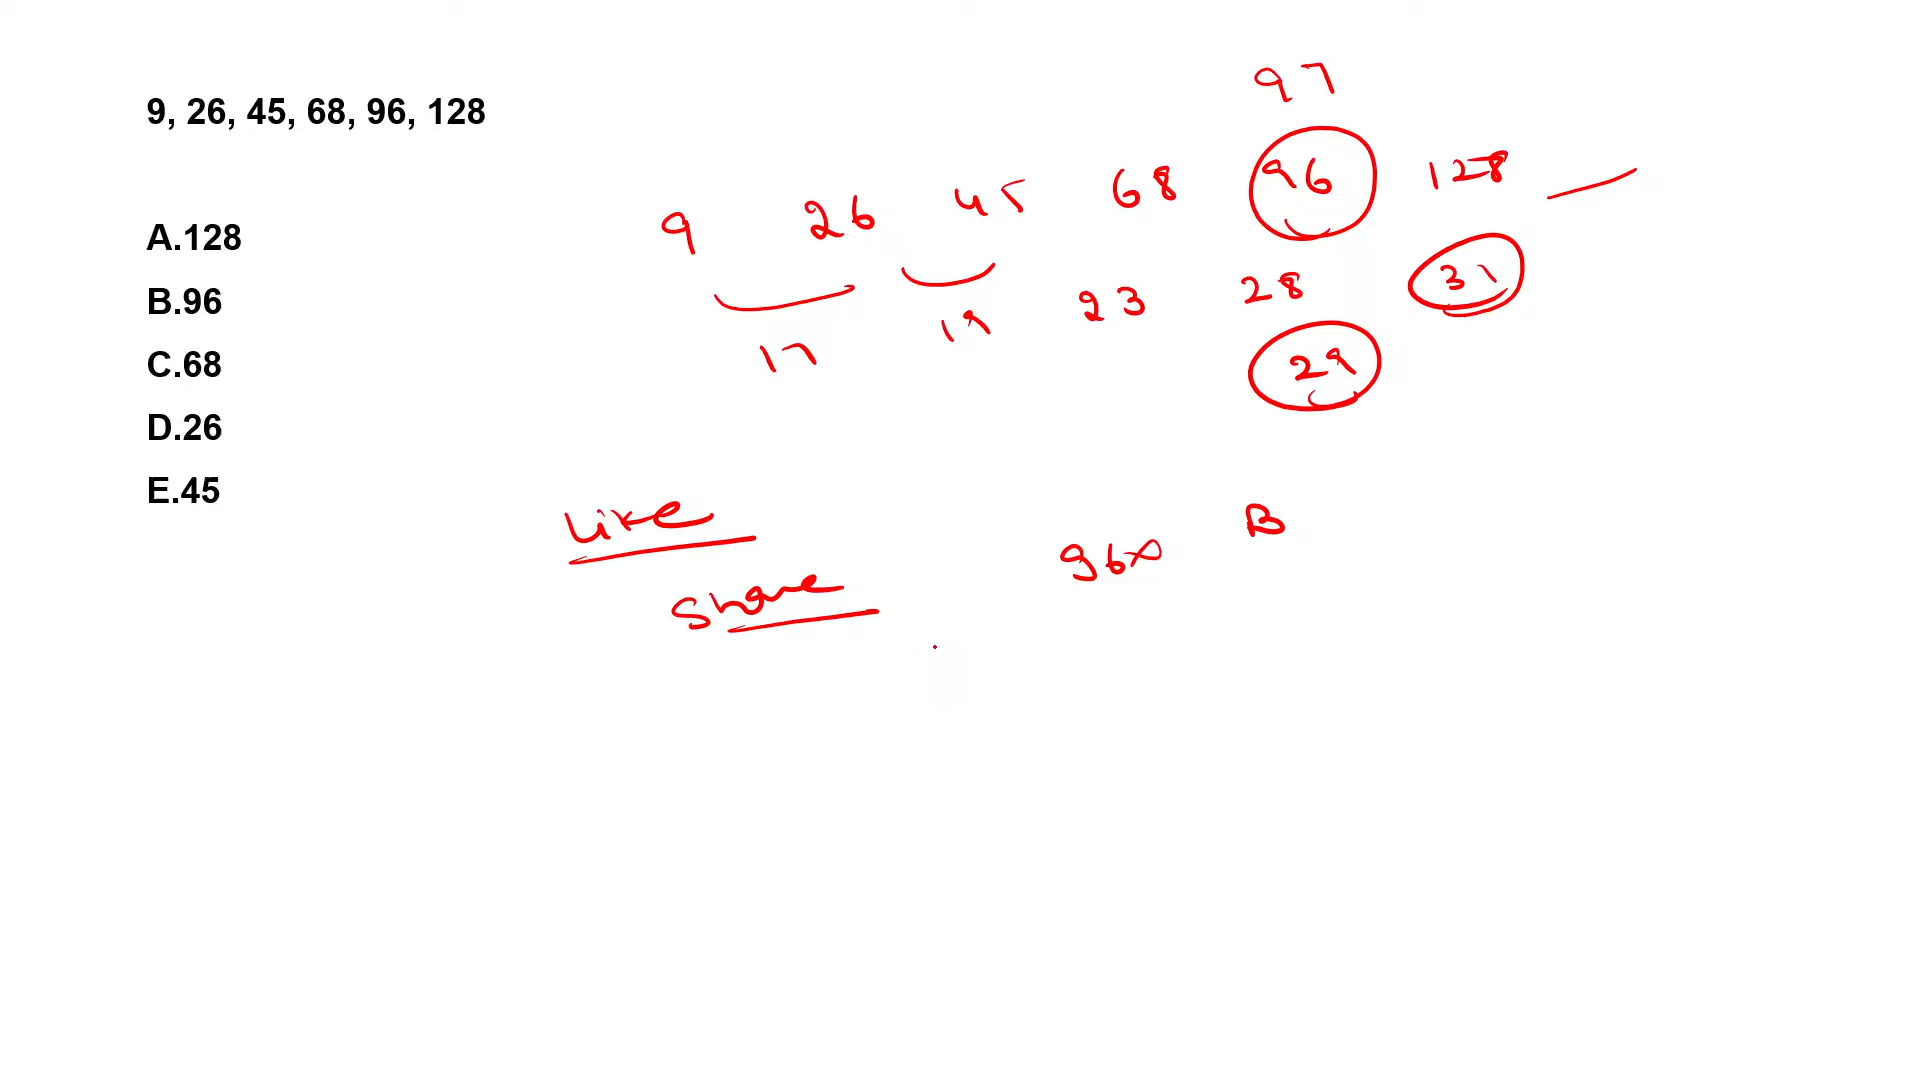 9, 26, 45, 68, 96, 128
A.128
B.96
C.68
D.26
E.45
97
9 26 45 68 96 128
17 19 23 28 31
29
Like
Share
96x B